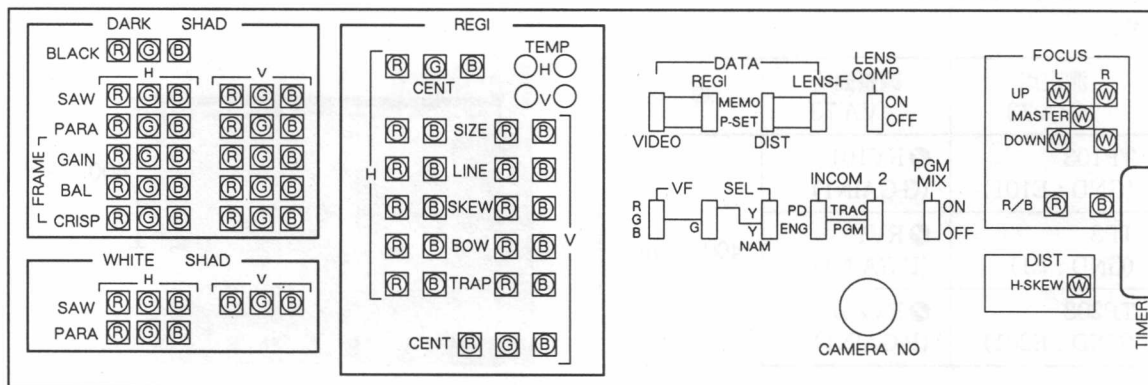 DARK SHAD
BLACK R G B
H V
SAW R G B R G B
PARA R G B R G B
FRAME
GAIN R G B R G B
BAL R G B R G B
CRISP R G B R G B
WHITE SHAD
H V
SAW R G B R G B
PARA R G B
REGI
TEMP
R G B H
CENT
V
H
V
R B SIZE R B
R B LINE R B
R B SKEW R B
R B BOW R B
R B TRAP R B
CENT R G B
DATA
REGI LENS-F
MEMO
P-SET
VIDEO DIST
LENS
COMP
ON
OFF
VF SEL
R
G
B
G
Y
Y
NAM
INCOM 2
PD TRAC
ENG PGM
PGM
MIX
ON
OFF
CAMERA NO
FOCUS
L R
UP W W
MASTER W
DOWN W W
R/B R B
DIST
H-SKEW W
TIMER